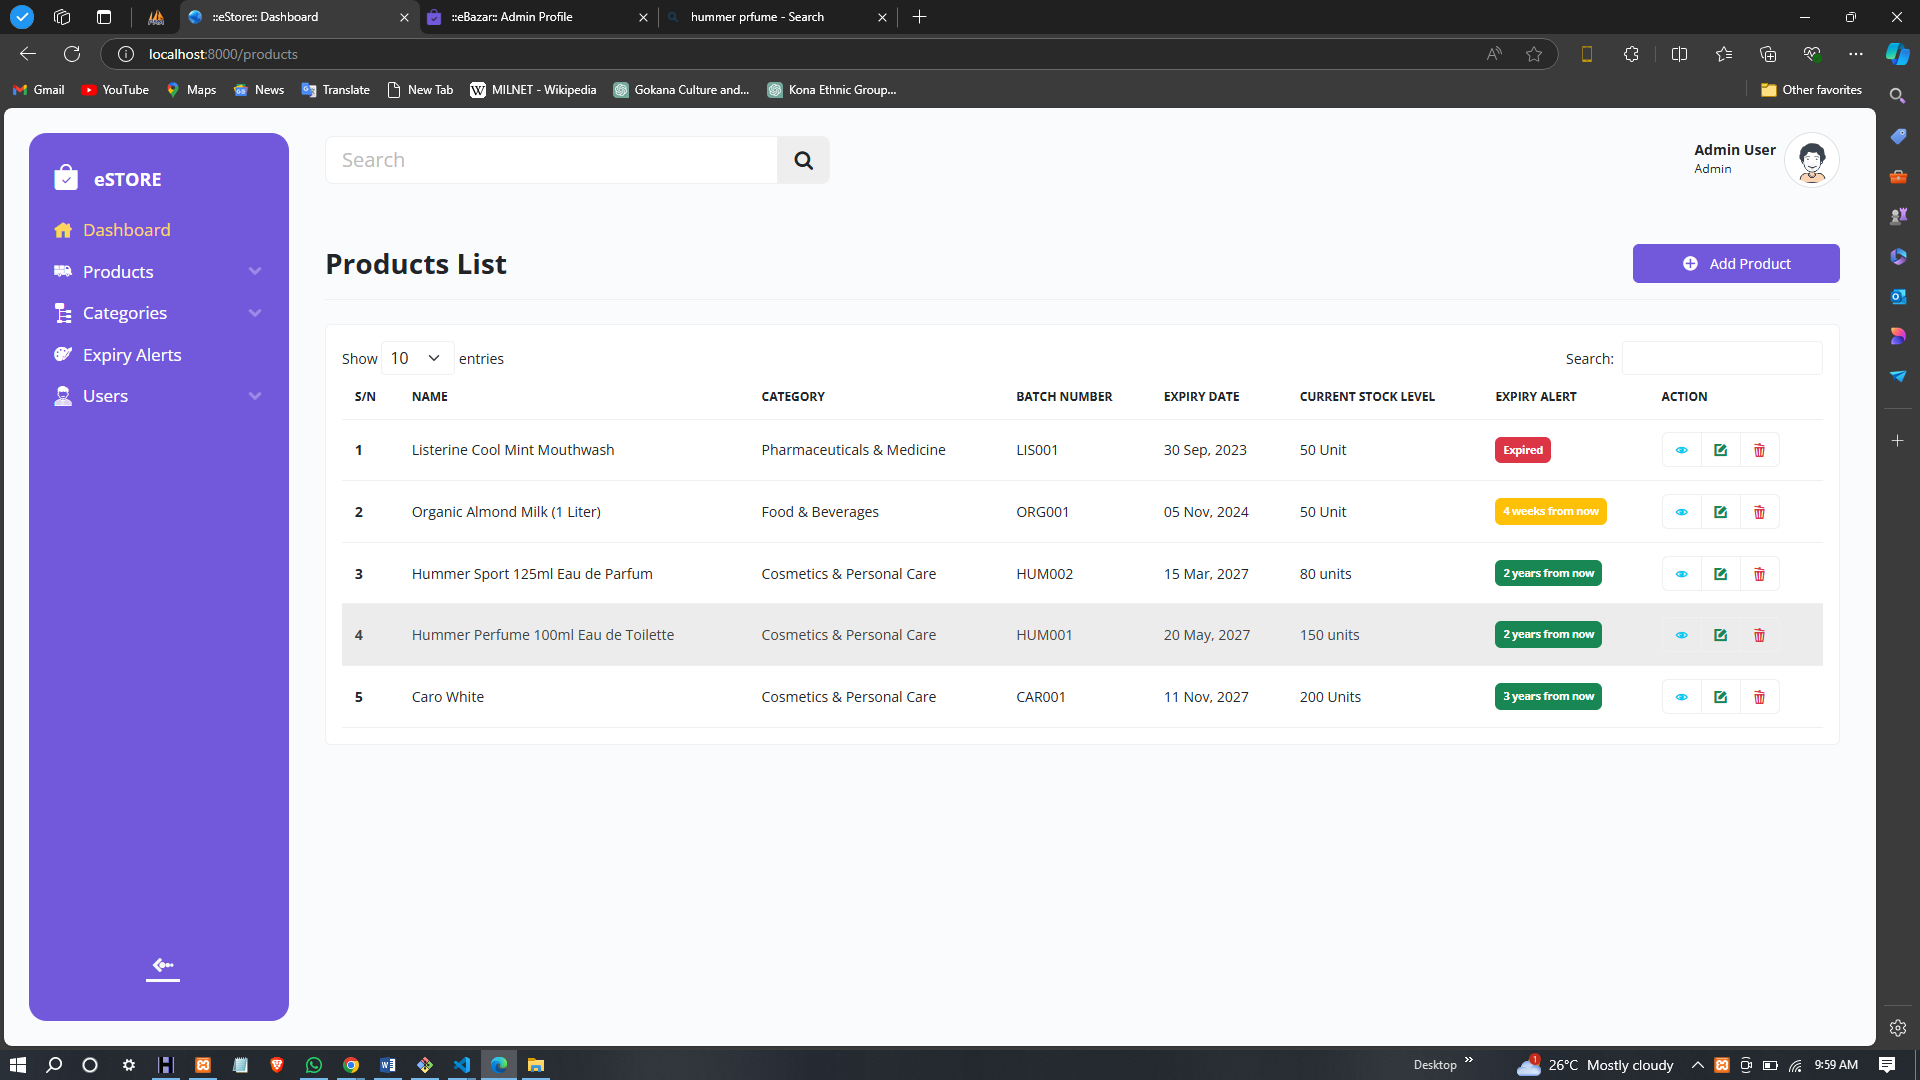 ::eStore:: Dashboard
::eBazar:: Admin Profile
hummer prfume - Search
localhost:8000/products
Gmail
YouTube
Maps
News
Translate
New Tab
MILNET - Wikipedia
Gokana Culture and...
Kona Ethnic Group...
Other favorites
eSTORE
Dashboard
Products
Categories
Expiry Alerts
Users
Search
Admin User
Admin
Products List
Add Product
Show 10 entries
Search:
S/N NAME CATEGORY BATCH NUMBER EXPIRY DATE CURRENT STOCK LEVEL EXPIRY ALERT ACTION
1 Listerine Cool Mint Mouthwash Pharmaceuticals & Medicine LIS001 30 Sep, 2023 50 Unit Expired
2 Organic Almond Milk (1 Liter) Food & Beverages ORG001 05 Nov, 2024 50 Unit 4 weeks from now
3 Hummer Sport 125ml Eau de Parfum Cosmetics & Personal Care HUM002 15 Mar, 2027 80 units 2 years from now
4 Hummer Perfume 100ml Eau de Toilette Cosmetics & Personal Care HUM001 20 May, 2027 150 units 2 years from now
5 Caro White Cosmetics & Personal Care CAR001 11 Nov, 2027 200 Units 3 years from now
Desktop
1
26°C Mostly cloudy
9:59 AM